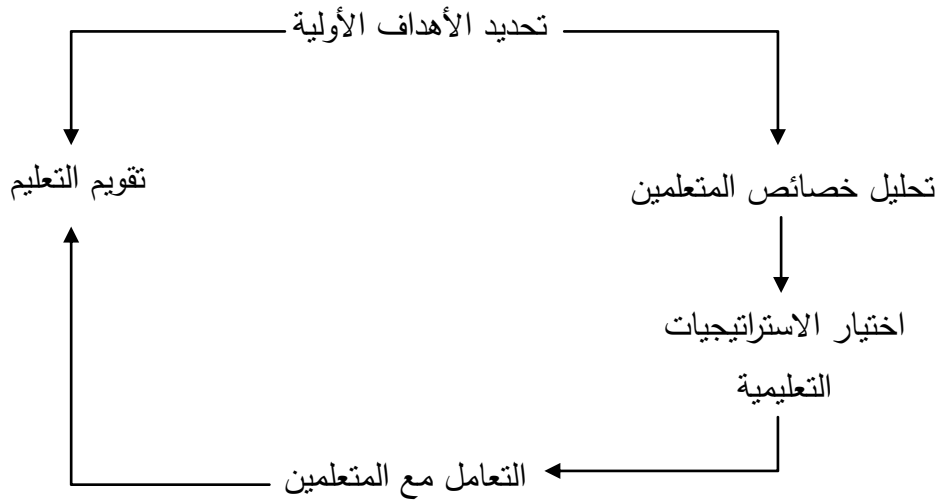 تحديد الأهداف الأولية
تحليل خصائص المتعلمين
تقويم التعليم
اختيار الاستراتيجيات
التعليمية
التعامل مع المتعلمين